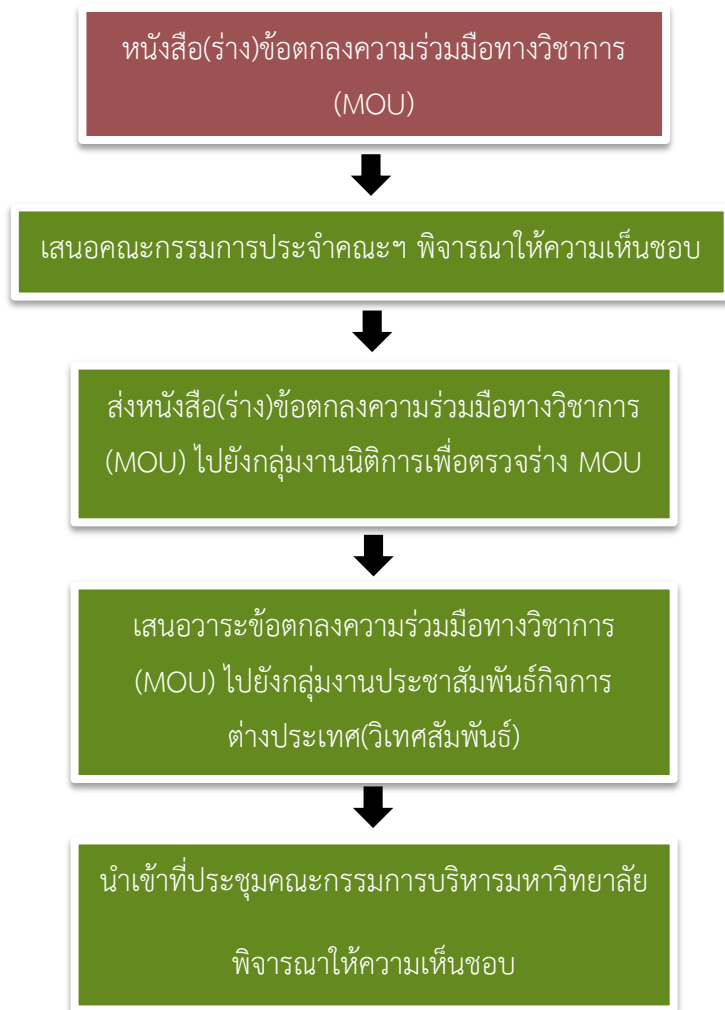 หนังสือ(ร่าง)ข้อตกลงความร่วมมือทางวิชาการ
(MOU)
เสนอคณะกรรมการประจำคณะฯ พิจารณาให้ความเห็นชอบ
ส่งหนังสือ(ร่าง)ข้อตกลงความร่วมมือทางวิชาการ
(MOU) ไปยังกลุ่มงานนิติการเพื่อตรวจร่าง MOU
เสนอวาระข้อตกลงความร่วมมือทางวิชาการ
(MOU) ไปยังกลุ่มงานประชาสัมพันธ์กิจการ
ต่างประเทศ(วิเทศสัมพันธ์)
นำเข้าที่ประชุมคณะกรรมการบริหารมหาวิทยาลัย
พิจารณาให้ความเห็นชอบ